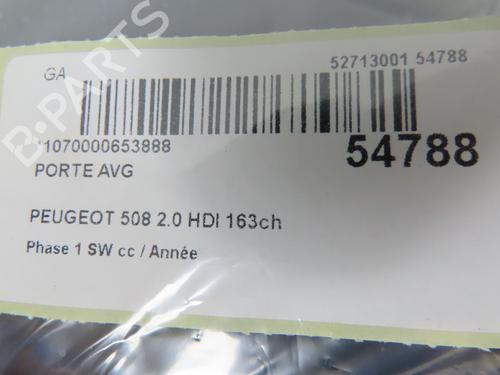 GA
52713001 54788
*1070000653888
54788
PORTE AVG
PEUGEOT 508 2.0 HDI 163ch
Phase 1 SW cc / Année
B-PARTS